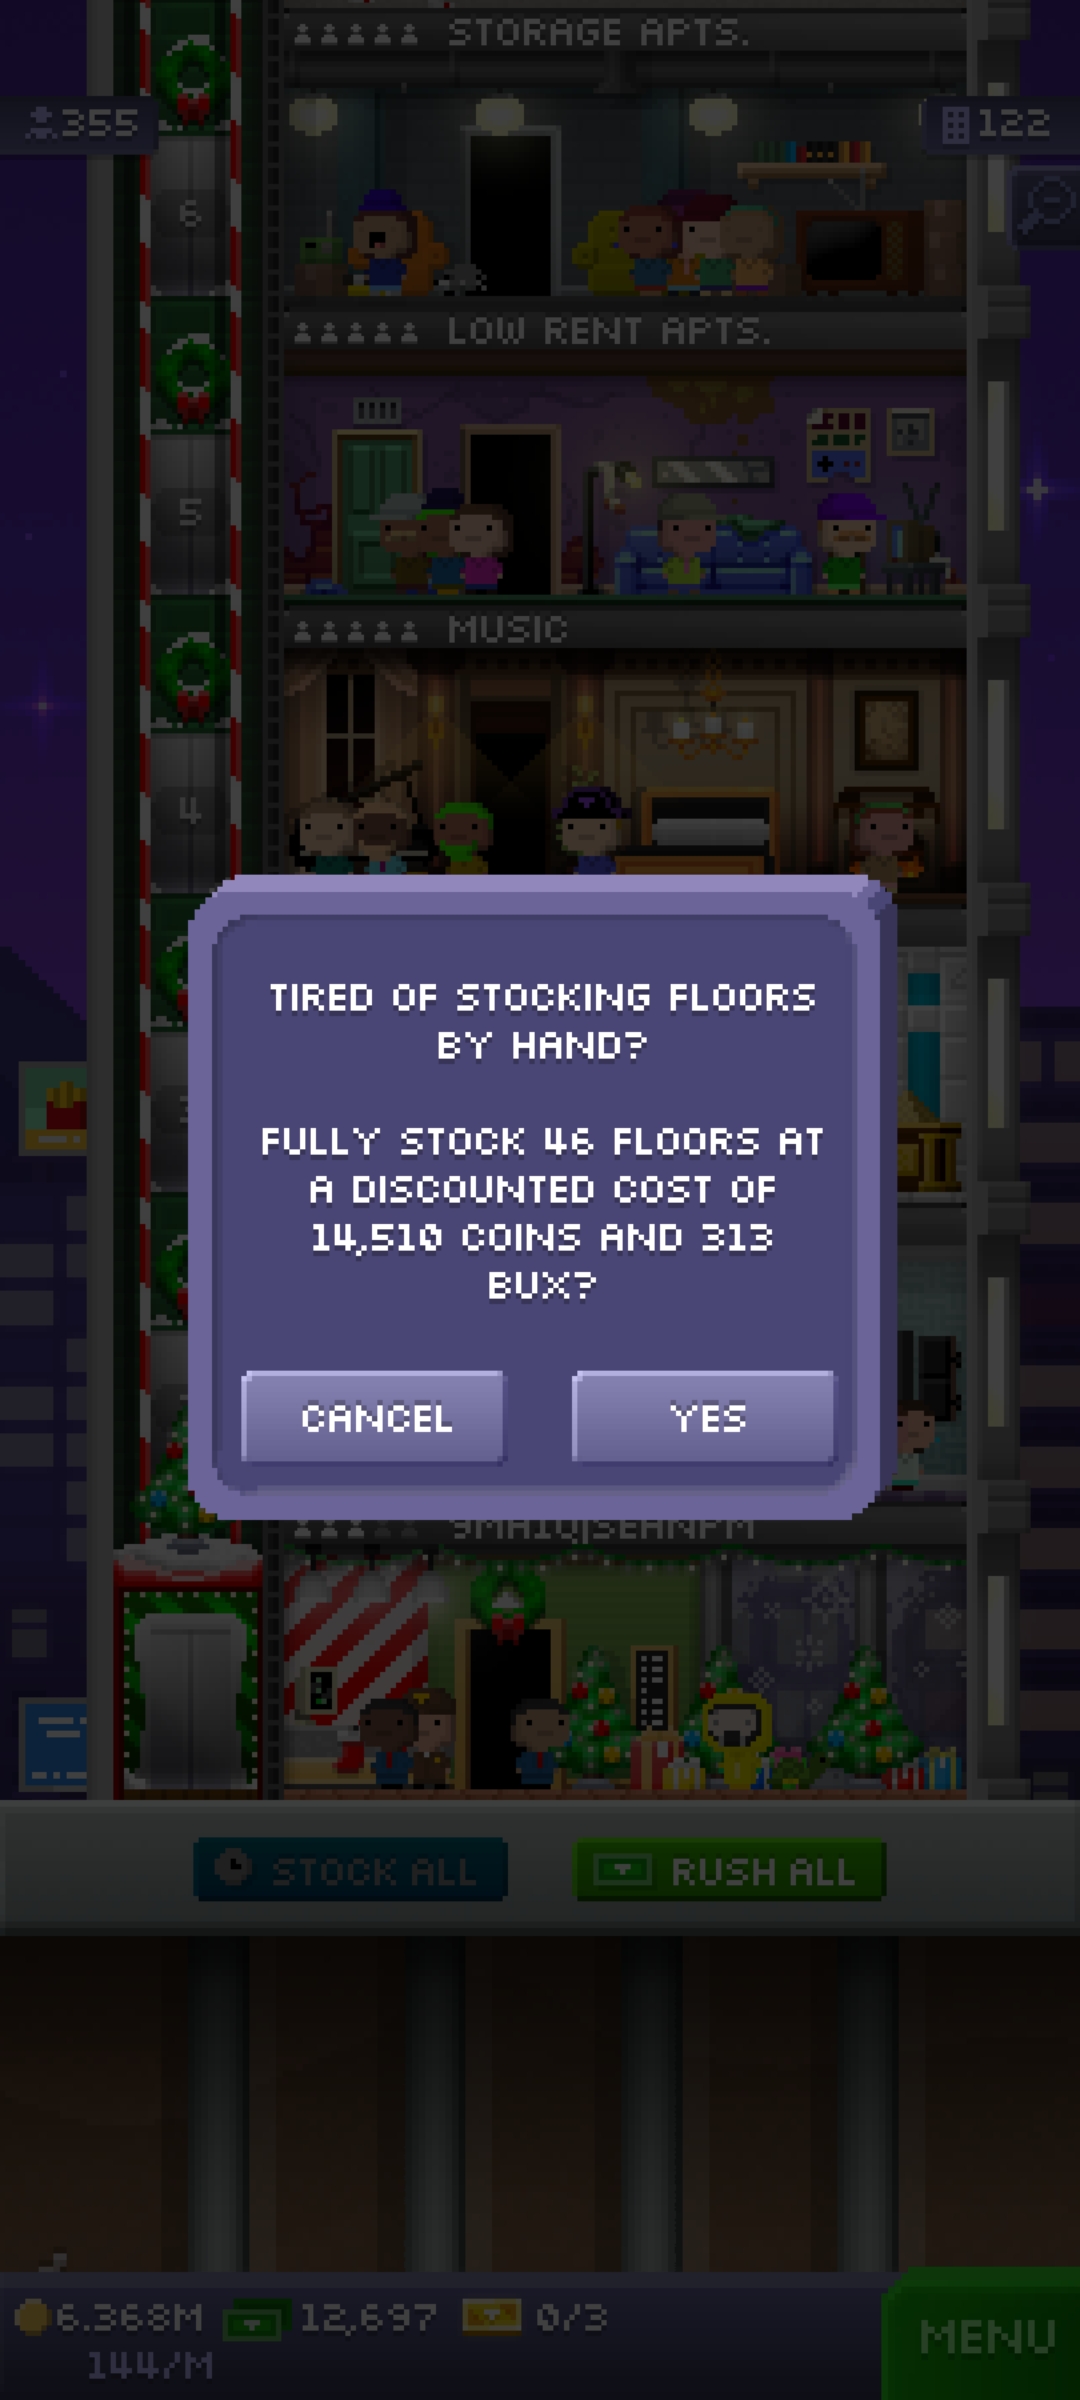 STORAGE APTS.
355
122
6
LOW RENT APTS.
5
MUSIC
4
TIRED OF STOCKING FLOORS
BY HAND?
FULLY STOCK 46 FLOORS AT
A DISCOUNTED COST OF
14,510 COINS AND 313
BUX?
CANCEL
YES
STOCK ALL
RUSH ALL
6.368M
12,697
0/3
144/M
MENU